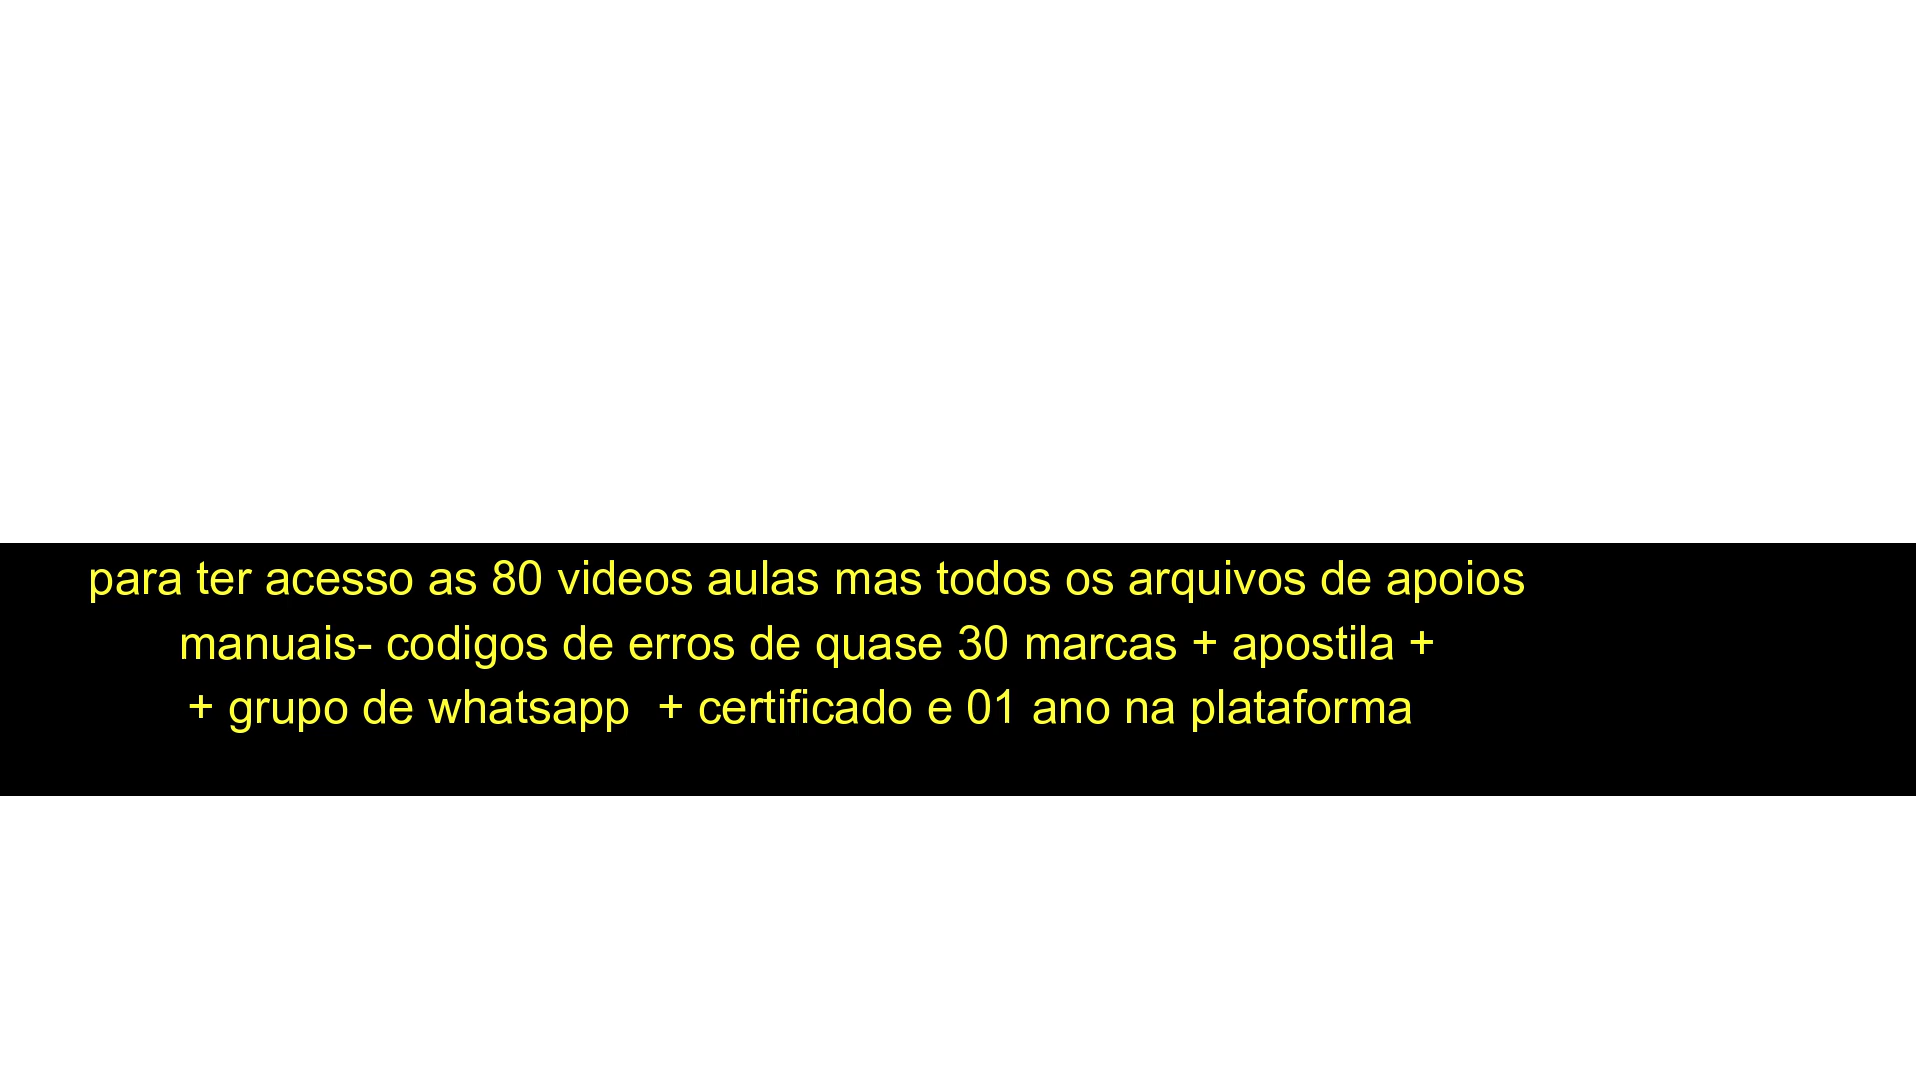 para ter acesso as 80 videos aulas mas todos os arquivos de apoios
manuais- codigos de erros de quase 30 marcas + apostila +
+ grupo de whatsapp  + certificado e 01 ano na plataforma